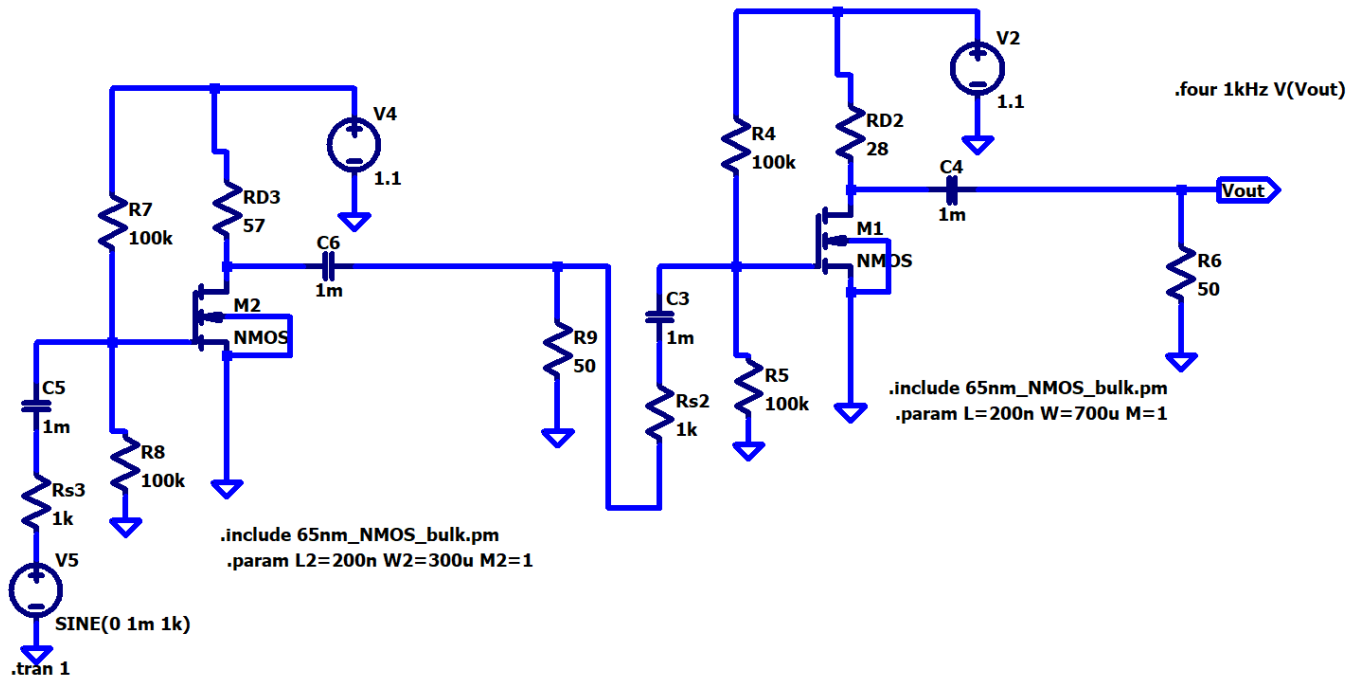 V2
1.1
.four 1kHz V(Vout)
V4
1.1
R4
100k
RD2
28
C4
1m
Vout
R7
100k
RD3
57
C6
1m
M1
NMOS
R6
50
M2
NMOS
C3
1m
R9
50
C5
1m
R5
100k
.include 65nm_NMOS_bulk.pm
.param L=200n W=700u M=1
Rs2
1k
R8
100k
Rs3
1k
.include 65nm_NMOS_bulk.pm
.param L2=200n W2=300u M2=1
V5
SINE(0 1m 1k)
.tran 1